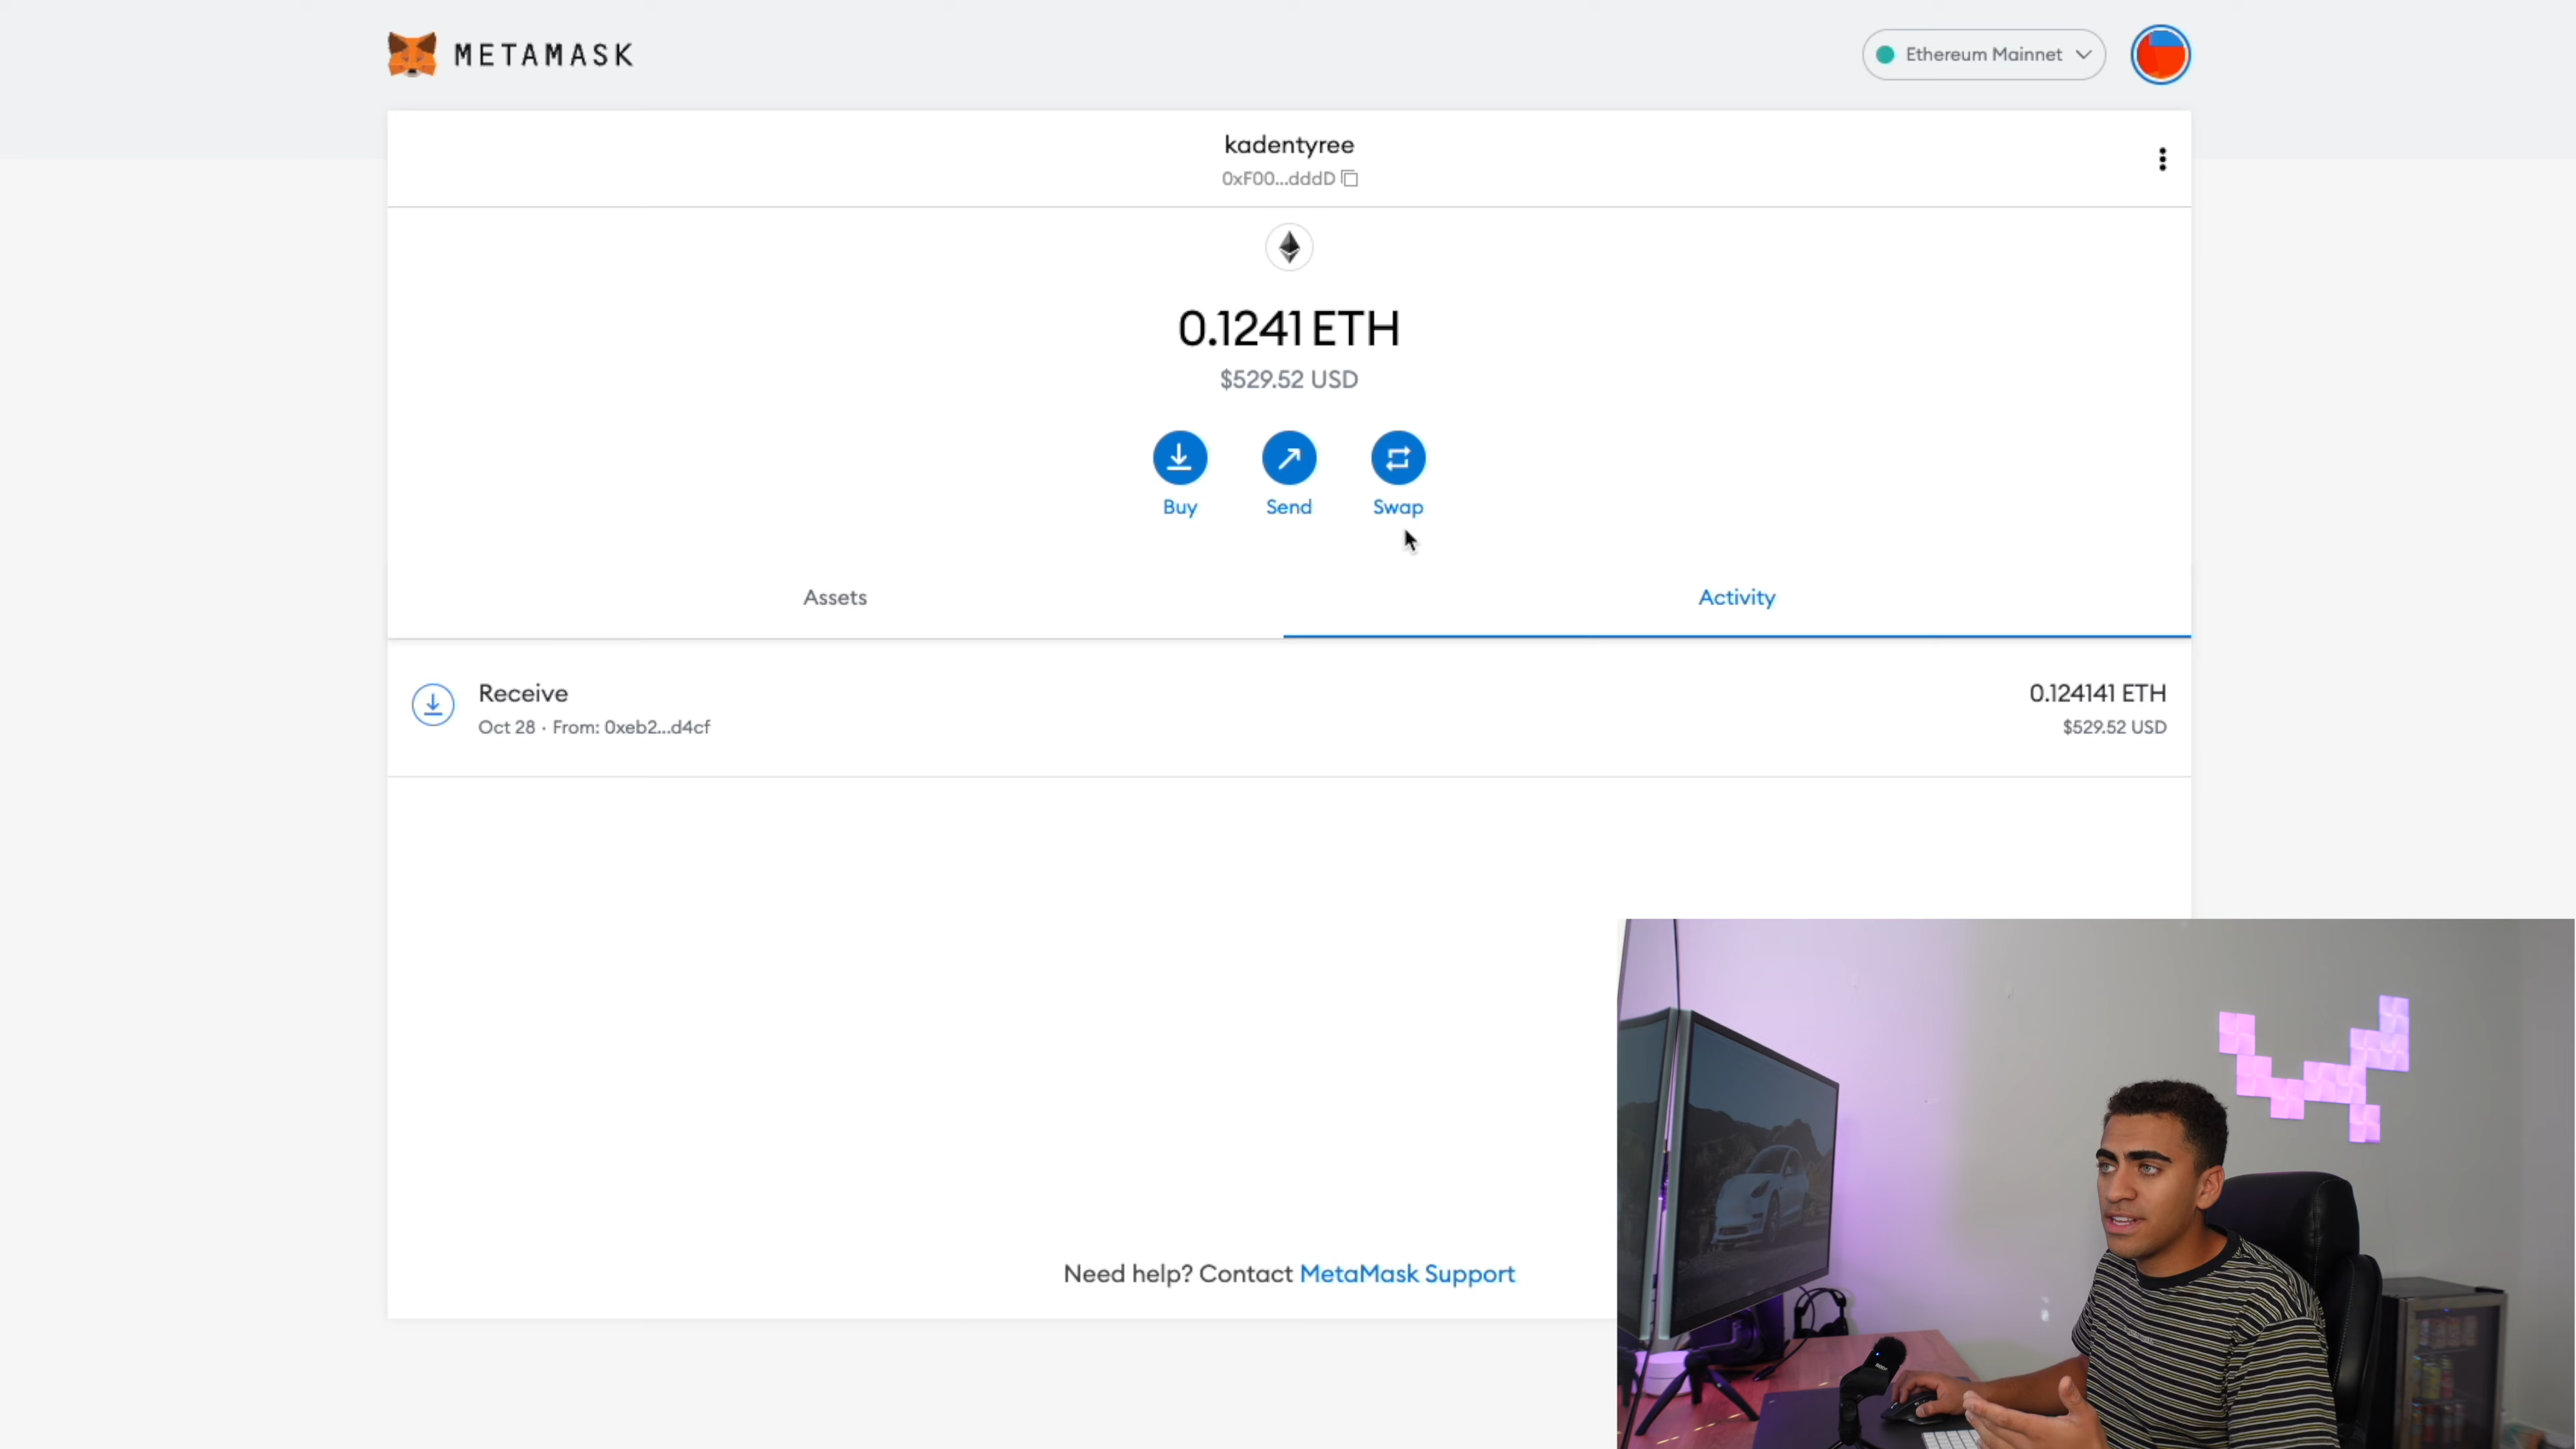 METAMASK
Ethereum Mainnet
kadentyree
0xF00...dddD
0.1241 ETH
$529.52 USD
Buy
Send
Swap
Assets
Activity
Receive
0.124141 ETH
Oct 28 · From: 0xeb2...d4cf
$529.52 USD
Need help? Contact MetaMask Support